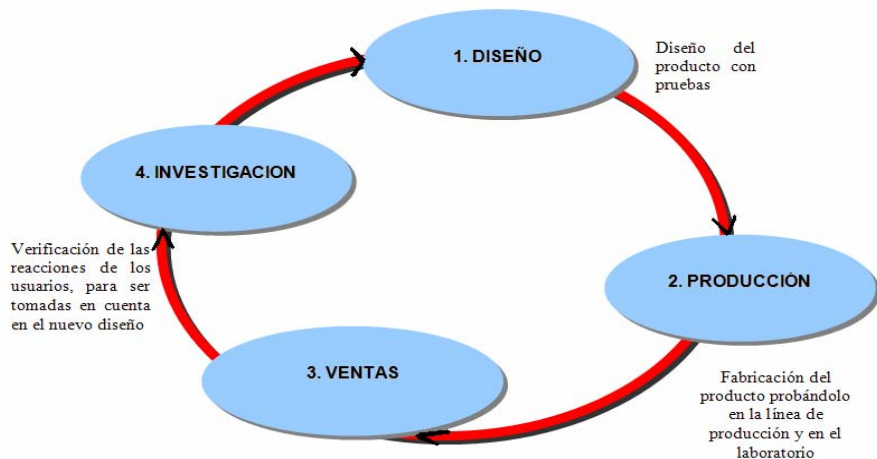 1. DISEÑO
Diseño del
producto con
pruebas
2. PRODUCCIÓN
Fabricación del
producto probándolo
en la línea de
producción y en el
laboratorio
3. VENTAS
4. INVESTIGACION
Verificación de las
reacciones de los
usuarios, para ser
tomadas en cuenta
en el nuevo diseño